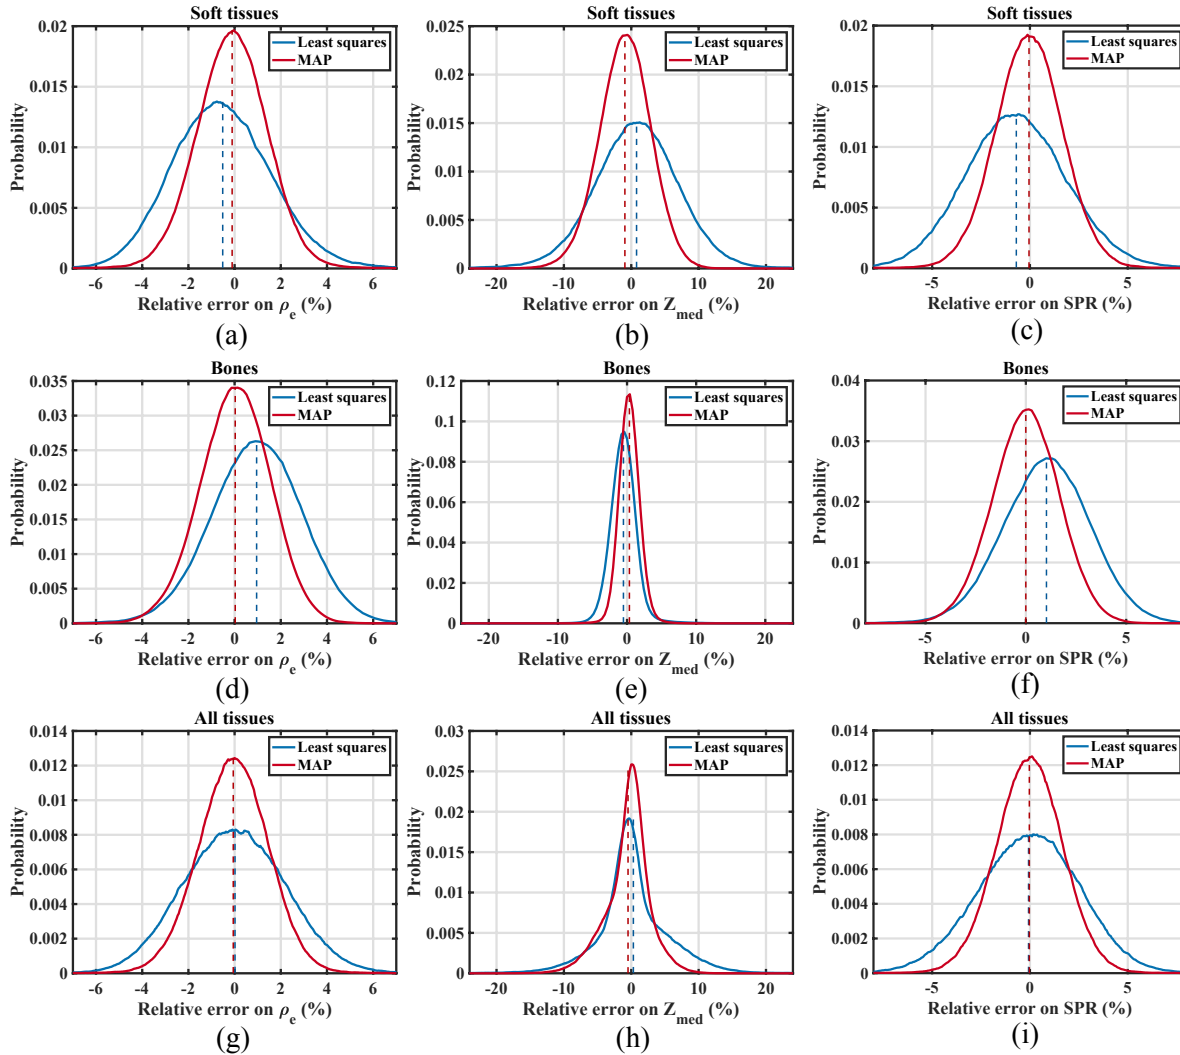 Soft tissues
0.02
0.015
0.01
0.005
0
Probability
Least squares
MAP
-6 -4 -2 0 2 4 6
Relative error on ρe (%)
(a)
Soft tissues
0.025
0.02
0.015
0.01
0.005
0
Probability
Least squares
MAP
-20 -10 0 10 20
Relative error on Zmed (%)
(b)
Soft tissues
0.02
0.015
0.01
0.005
0
Probability
Least squares
MAP
-5 0 5
Relative error on SPR (%)
(c)
Bones
0.035
0.03
0.025
0.02
0.015
0.01
0.005
0
Probability
Least squares
MAP
-6 -4 -2 0 2 4 6
Relative error on ρe (%)
(d)
Bones
0.12
0.1
0.08
0.06
0.04
0.02
0
Probability
Least squares
MAP
-20 -10 0 10 20
Relative error on Zmed (%)
(e)
Bones
0.04
0.03
0.02
0.01
0
Probability
Least squares
MAP
-5 0 5
Relative error on SPR (%)
(f)
All tissues
0.014
0.012
0.01
0.008
0.006
0.004
0.002
0
Probability
Least squares
MAP
-6 -4 -2 0 2 4 6
Relative error on ρe (%)
(g)
All tissues
0.03
0.025
0.02
0.015
0.01
0.005
0
Probability
Least squares
MAP
-20 -10 0 10 20
Relative error on Zmed (%)
(h)
All tissues
0.014
0.012
0.01
0.008
0.006
0.004
0.002
0
Probability
Least squares
MAP
-5 0 5
Relative error on SPR (%)
(i)